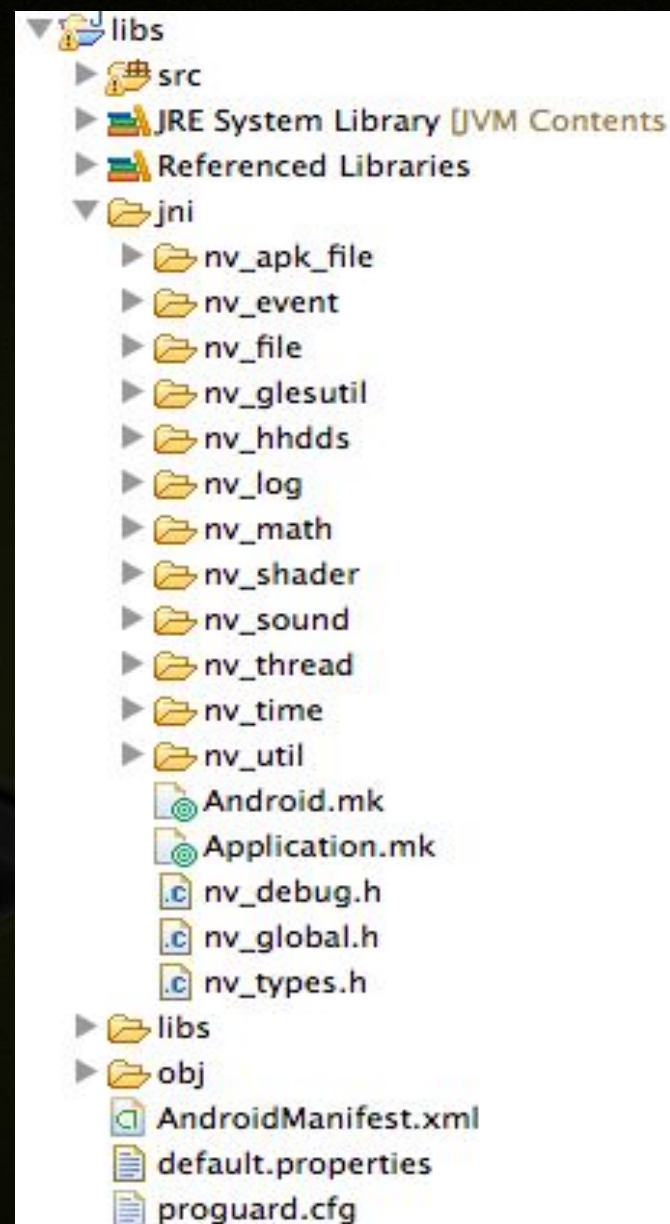 libs
src
JRE System Library [JVM Contents
Referenced Libraries
jni
nv_apk_file
nv_event
nv_file
nv_glesutil
nv_hhdds
nv_log
nv_math
nv_shader
nv_sound
nv_thread
nv_time
nv_util
Android.mk
Application.mk
.c nv_debug.h
.c nv_global.h
.c nv_types.h
libs
obj
AndroidManifest.xml
default.properties
proguard.cfg